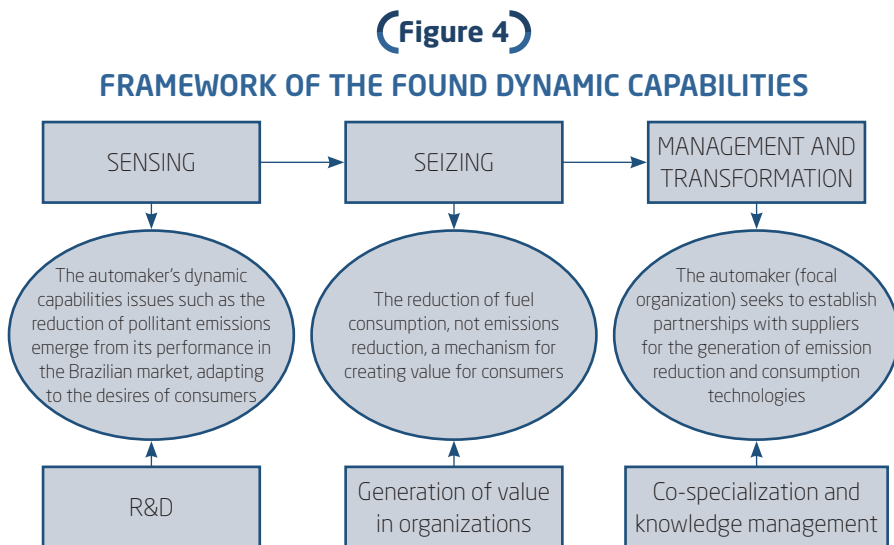 Figure 4
FRAMEWORK OF THE FOUND DYNAMIC CAPABILITIES
SENSING
SEIZING
MANAGEMENT AND
TRANSFORMATION
The automaker's dynamic
capabilities issues such as the
reduction of pollutant emissions
emerge from its performance in
the Brazilian market, adapting
to the desires of consumers
The reduction of fuel
consumption, not emissions
reduction, a mechanism for
creating value for consumers
The automaker (focal
organization) seeks to establish
partnerships with suppliers
for the generation of emission
reduction and consumption
technologies
R&D
Generation of value
in organizations
Co-specialization and
knowledge management